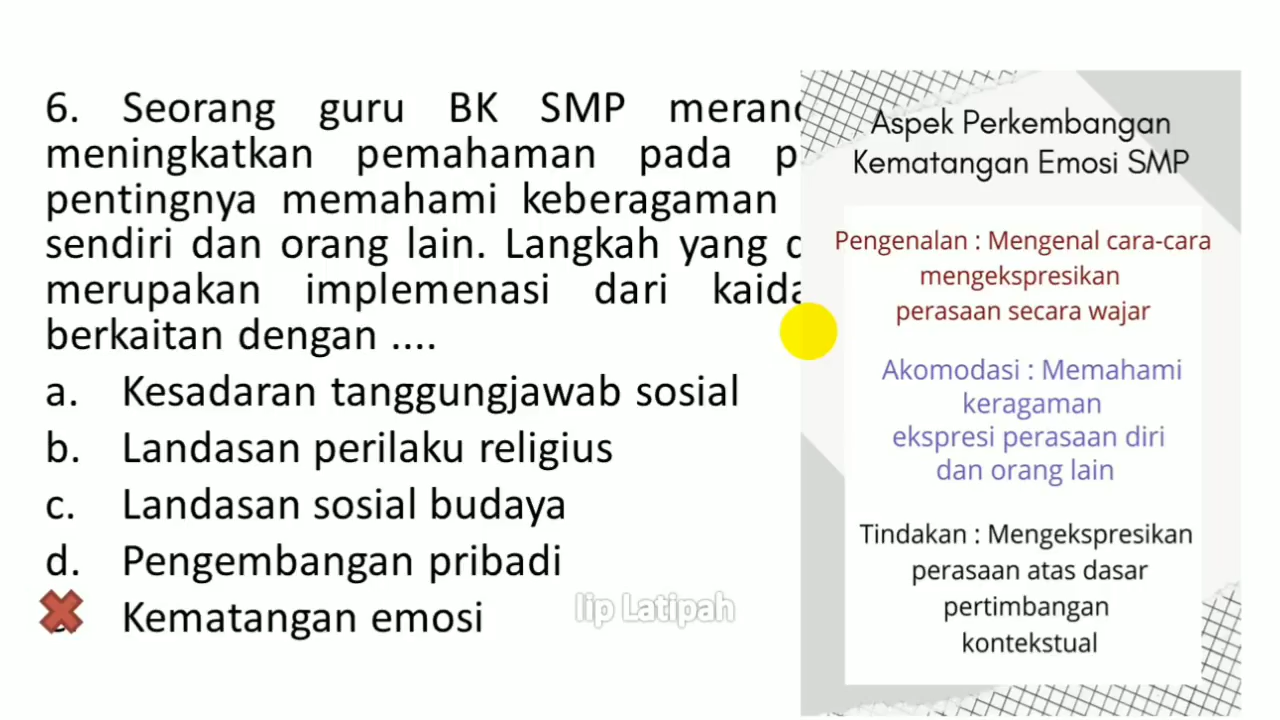 6. Seorang guru BK SMP
meningkatkan pemahaman pada
pentingnya memahami keberagaman
sendiri dan orang lain. Langkah yang
merupakan implemenasi dari
berkaitan dengan ....
a. Kesadaran tanggungjawab sosial
b. Landasan perilaku religius
c. Landasan sosial budaya
d. Pengembangan pribadi
Kematangan emosi
Iip Latipah
Aspek Perkembangan
Kematangan Emosi SMP
Pengenalan : Mengenal cara-cara
mengekspresikan
perasaan secara wajar
Akomodasi : Memahami
keragaman
ekspresi perasaan diri
dan orang lain
Tindakan : Mengekspresikan
perasaan atas dasar
pertimbangan
kontekstual